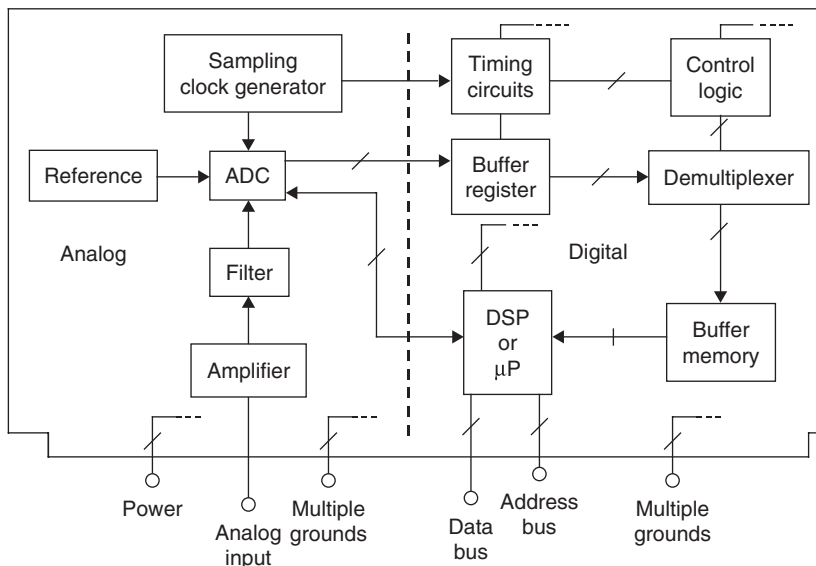 Sampling
clock generator
Timing
circuits
Control
logic
Reference
ADC
Buffer
register
Demultiplexer
Analog
Filter
Digital
Amplifier
DSP
or
μP
Buffer
memory
Power
Analog
input
Multiple
grounds
Data
bus
Address
bus
Multiple
grounds